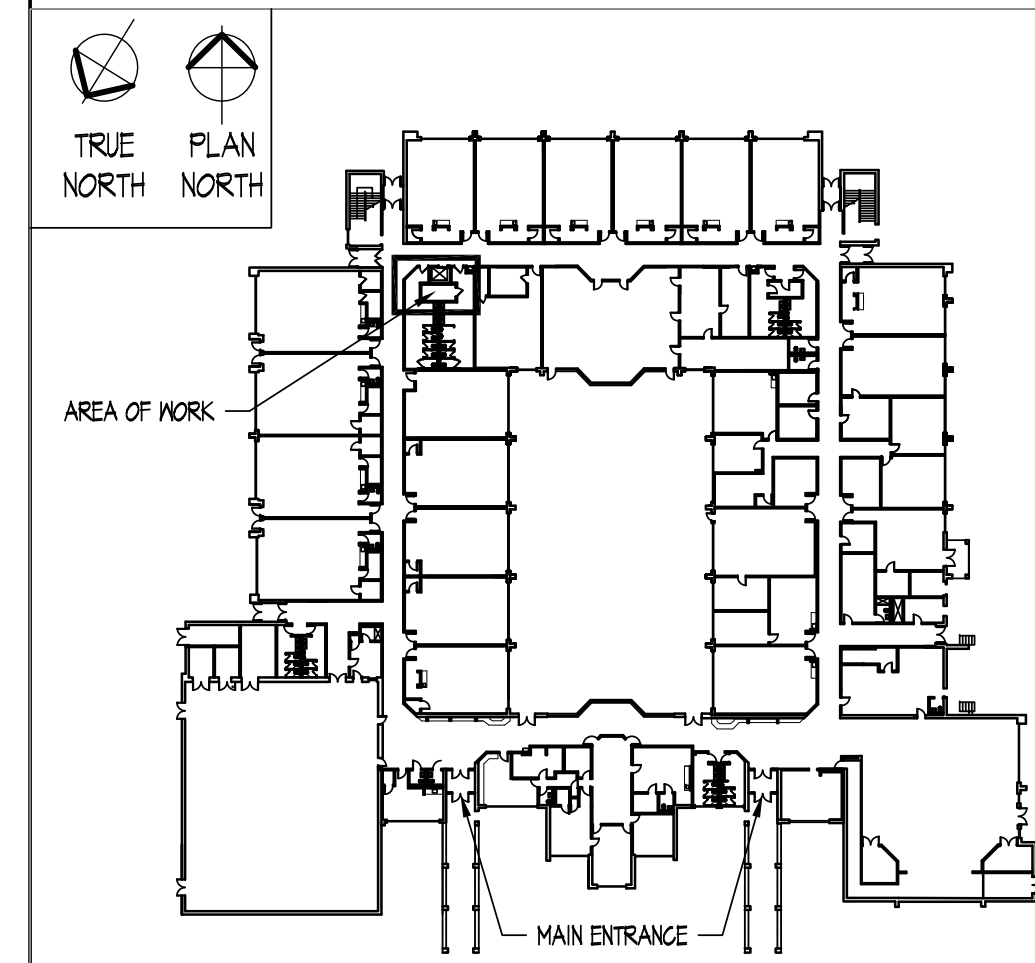 TRUE
NORTH
PLAN
NORTH
AREA OF WORK
MAIN ENTRANCE